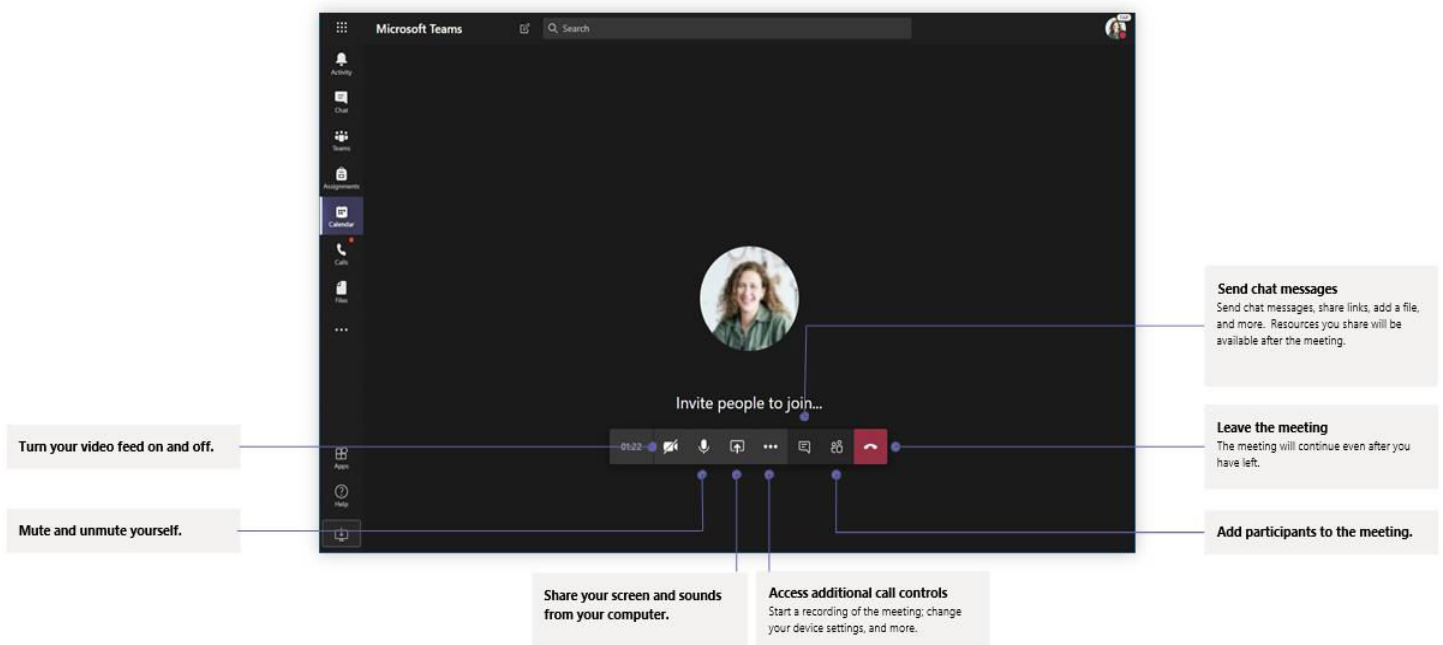 Microsoft Teams
Search
Activity
Chat
Teams
Assignments
Calendar
Calls
Files
Invite people to join...
01:22
Apps
Help
Turn your video feed on and off.
Mute and unmute yourself.
Share your screen and sounds
from your computer.
Access additional call controls
Start a recording of the meeting; change
your device settings, and more.
Send chat messages
Send chat messages, share links, add a file,
and more. Resources you share will be
available after the meeting.
Leave the meeting
The meeting will continue even after you
have left.
Add participants to the meeting.